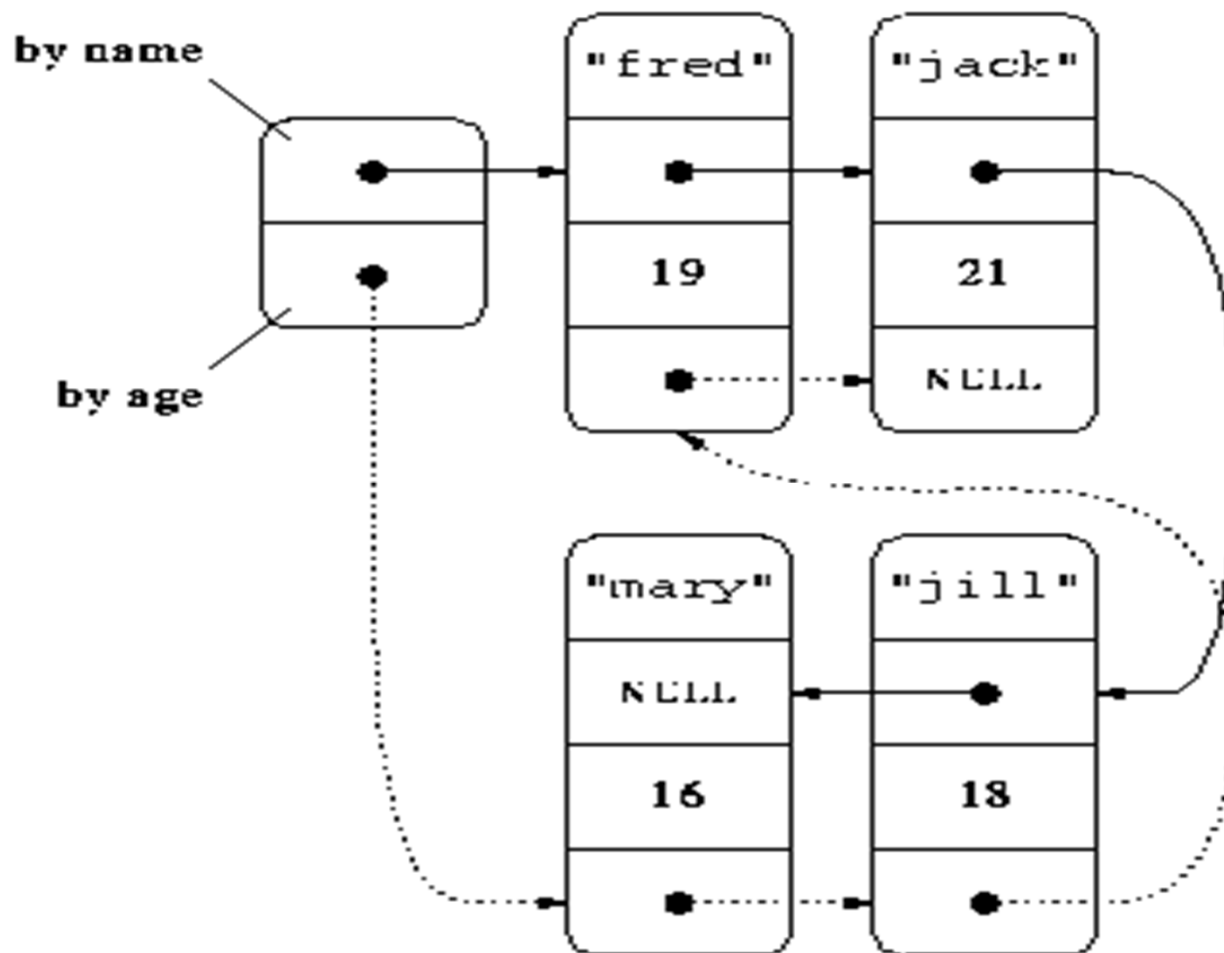 by name
"fred"
"jack"
19
21
NULL
by age
"mary"
"jill"
NULL
16
18